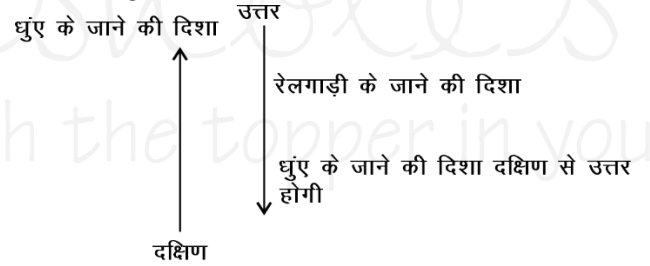 उत्तर
धुंए के जाने की दिशा
रेलगाड़ी के जाने की दिशा
धुंए के जाने की दिशा दक्षिण से उत्तर
होगी
दक्षिण